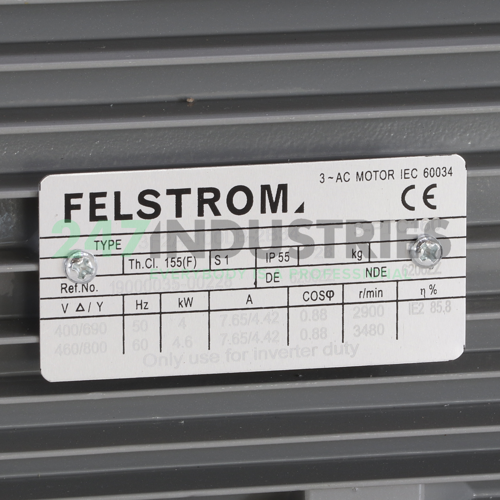 3~AC MOTOR IEC 60034
FELSTROM
CE
TYPE
Th.Cl. 155(F) S1 IP 55 kg
DE NDE
Ref.No.
V Δ/Y Hz kW A COSφ r/min η %
400/690 50 4 7.65/4.42 0.88 2900 IE2 85.8
460/800 60 4.6 7.65/4.42 0.88 3480
Only use for inverter duty
247INDUSTRIES